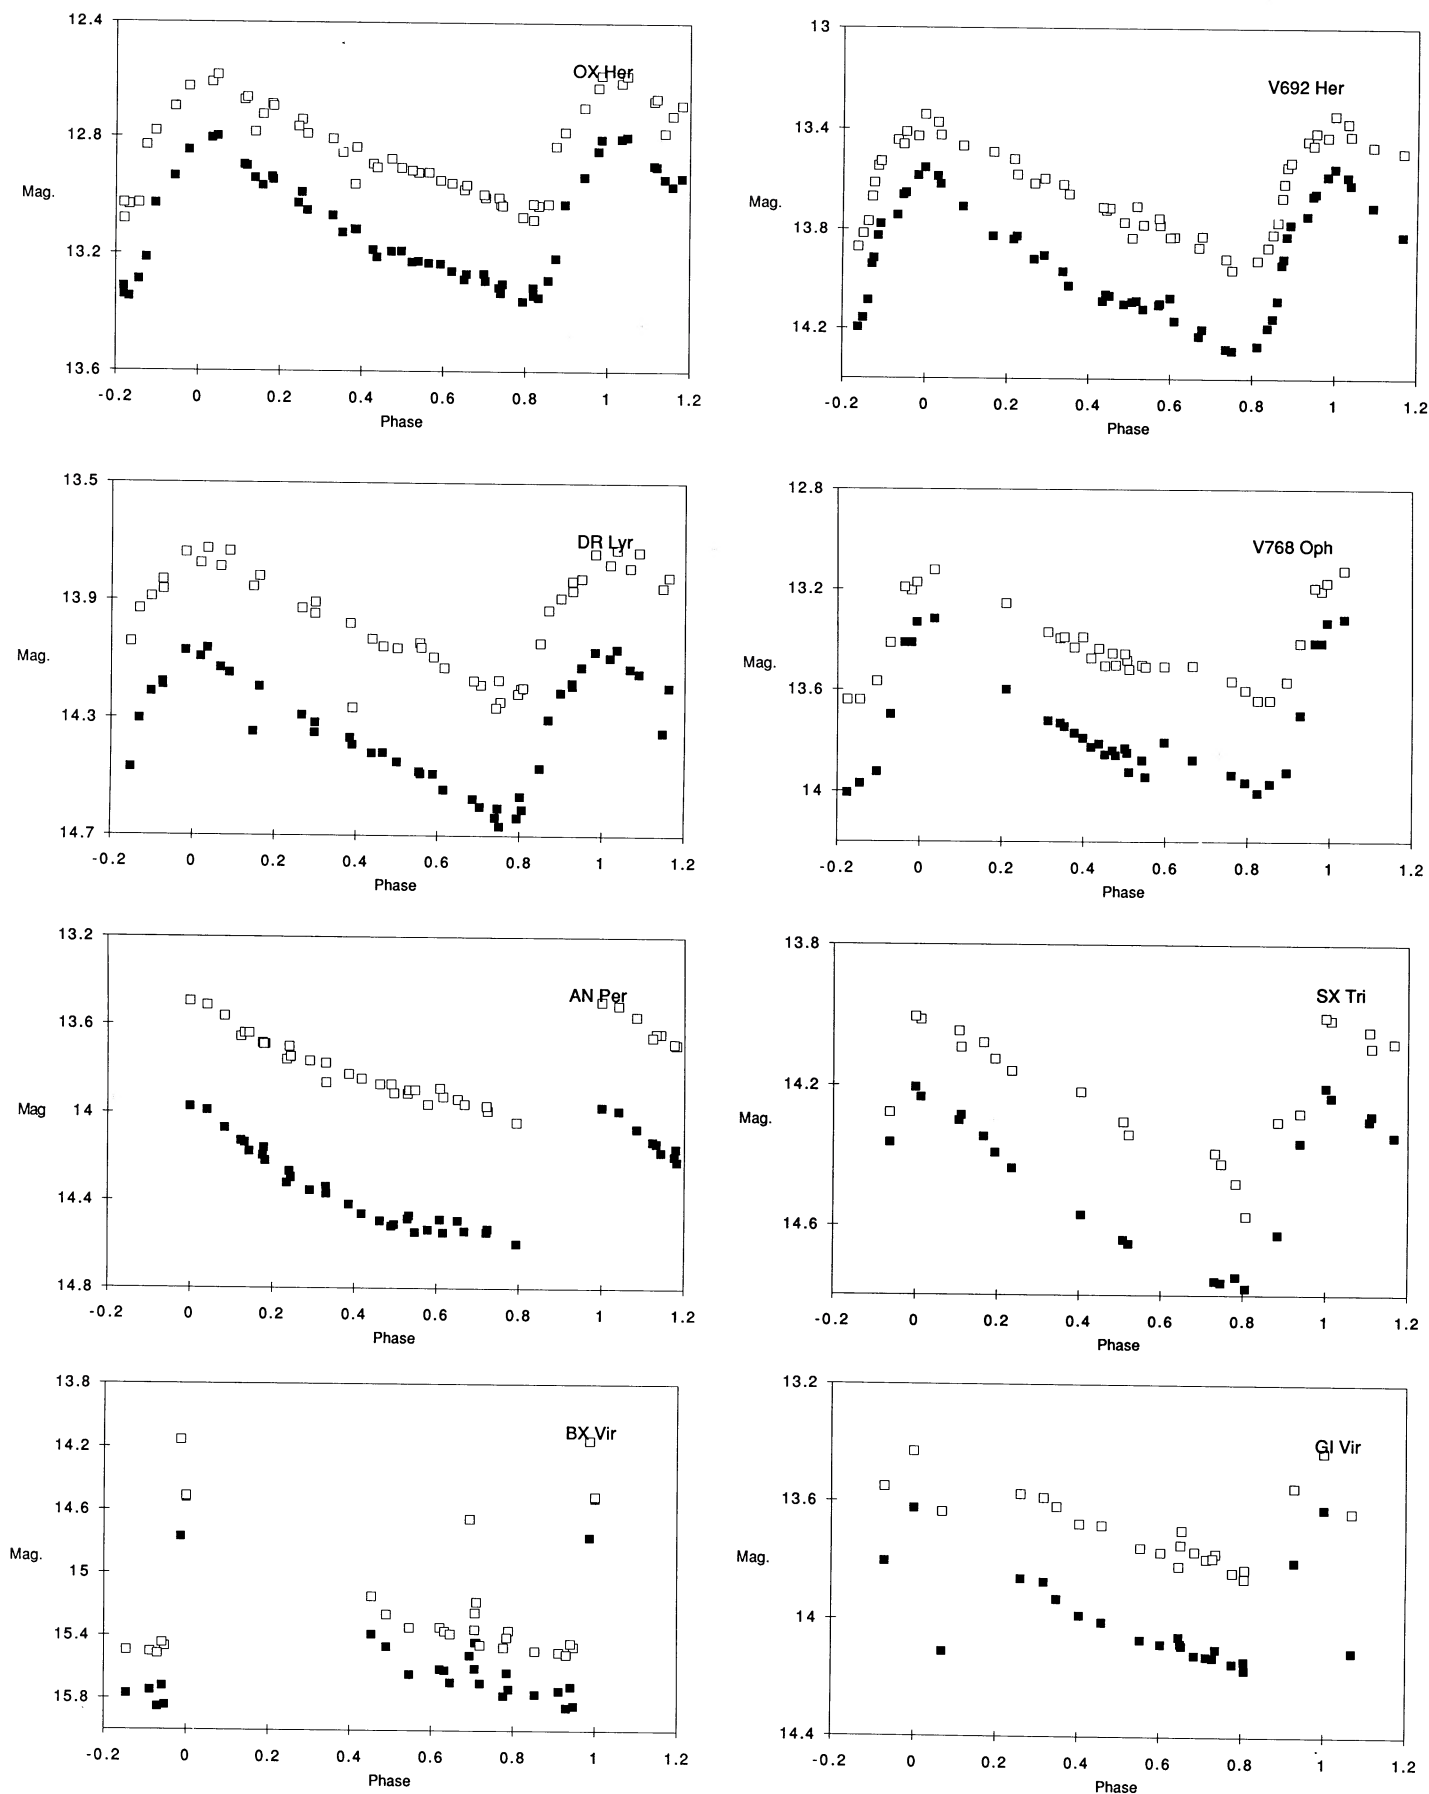 12.4
OX Her
12.8
Mag.
13.2
13.6
-0.2 0 0.2 0.4 0.6 0.8 1 1.2
Phase
13
V692 Her
13.4
Mag.
13.8
14.2
-0.2 0 0.2 0.4 0.6 0.8 1 1.2
Phase
13.5
DR Lyr
13.9
Mag.
14.3
14.7
-0.2 0 0.2 0.4 0.6 0.8 1 1.2
Phase
12.8
V768 Oph
13.2
Mag.
13.6
14
-0.2 0 0.2 0.4 0.6 0.8 1 1.2
Phase
13.2
AN Per
13.6
Mag
14
14.4
14.8
-0.2 0 0.2 0.4 0.6 0.8 1 1.2
Phase
13.8
SX Tri
14.2
Mag.
14.6
-0.2 0 0.2 0.4 0.6 0.8 1 1.2
Phase
13.8
BX Vir
14.2
14.6
Mag.
15
15.4
15.8
-0.2 0 0.2 0.4 0.6 0.8 1 1.2
Phase
13.2
GI Vir
13.6
Mag.
14
14.4
-0.2 0 0.2 0.4 0.6 0.8 1 1.2
Phase